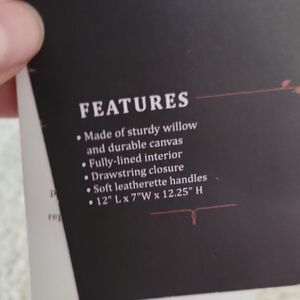 FEATURES
• Made of sturdy willow
and durable canvas
• Fully-lined interior
• Drawstring closure
• Soft leatherette handles
• 12" L x 7"W x 12.25" H